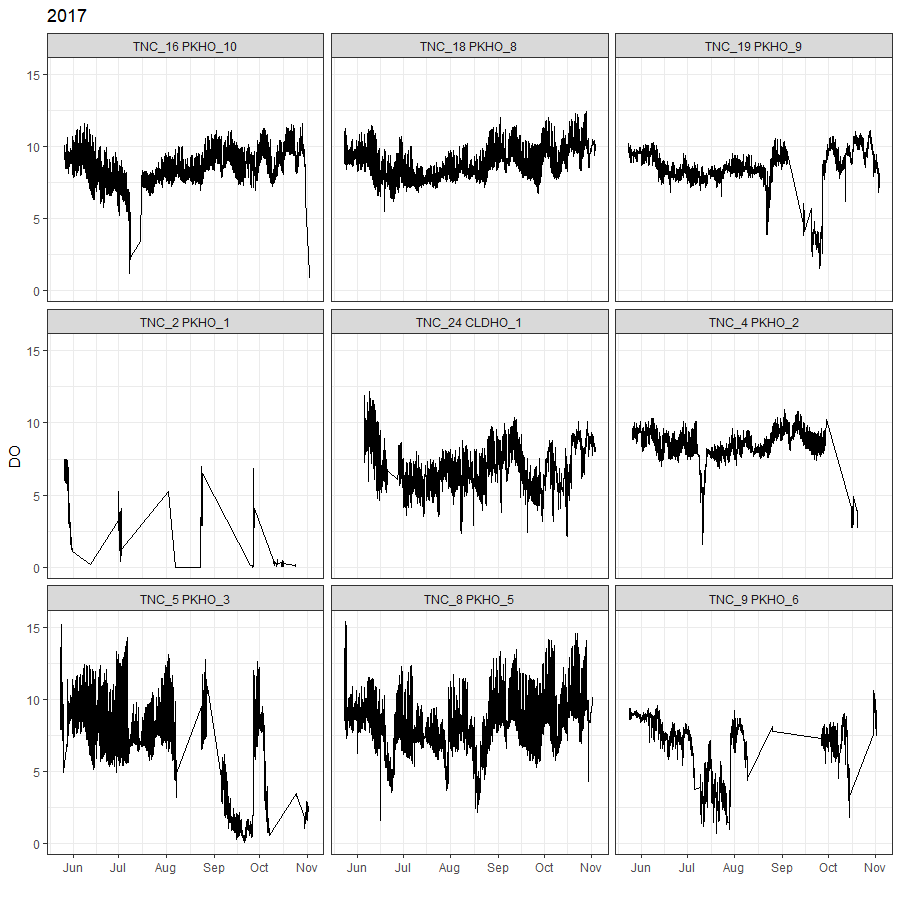 2017
TNC_16 PKHO_10
TNC_18 PKHO_8
TNC_19 PKHO_9
15
10
5
0
TNC_2 PKHO_1
TNC_24 CLDHO_1
TNC_4 PKHO_2
15
10
5
0
DO
TNC_5 PKHO_3
TNC_8 PKHO_5
TNC_9 PKHO_6
15
10
5
0
Jun Jul Aug Sep Oct Nov
Jun Jul Aug Sep Oct Nov
Jun Jul Aug Sep Oct Nov